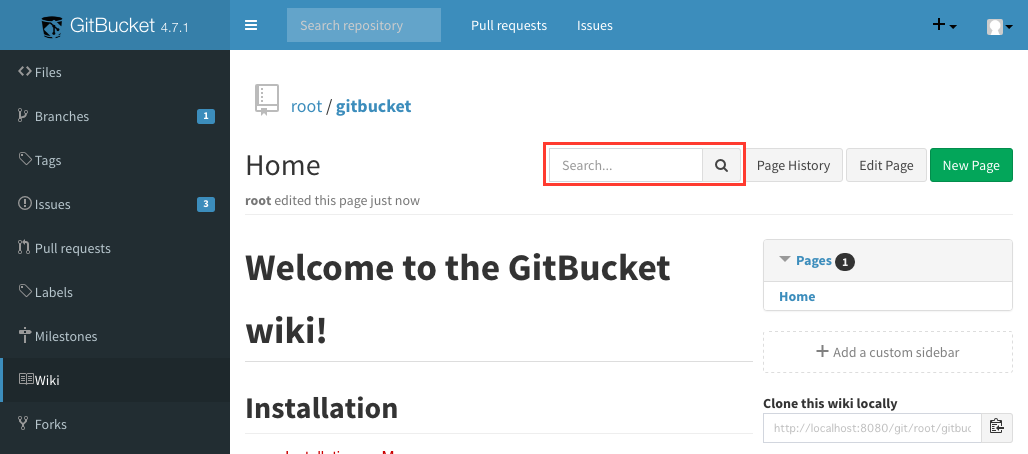 GitBucket 4.7.1
Search repository
Pull requests
Issues
Files
Branches
1
Tags
Issues
3
Pull requests
Labels
Milestones
Wiki
Forks
root / gitbucket
Home
Search...
Page History
Edit Page
New Page
root edited this page just now
Welcome to the GitBucket
wiki!
Installation
Pages 1
Home
Add a custom sidebar
Clone this wiki locally
http://localhost:8080/git/root/gitbuc